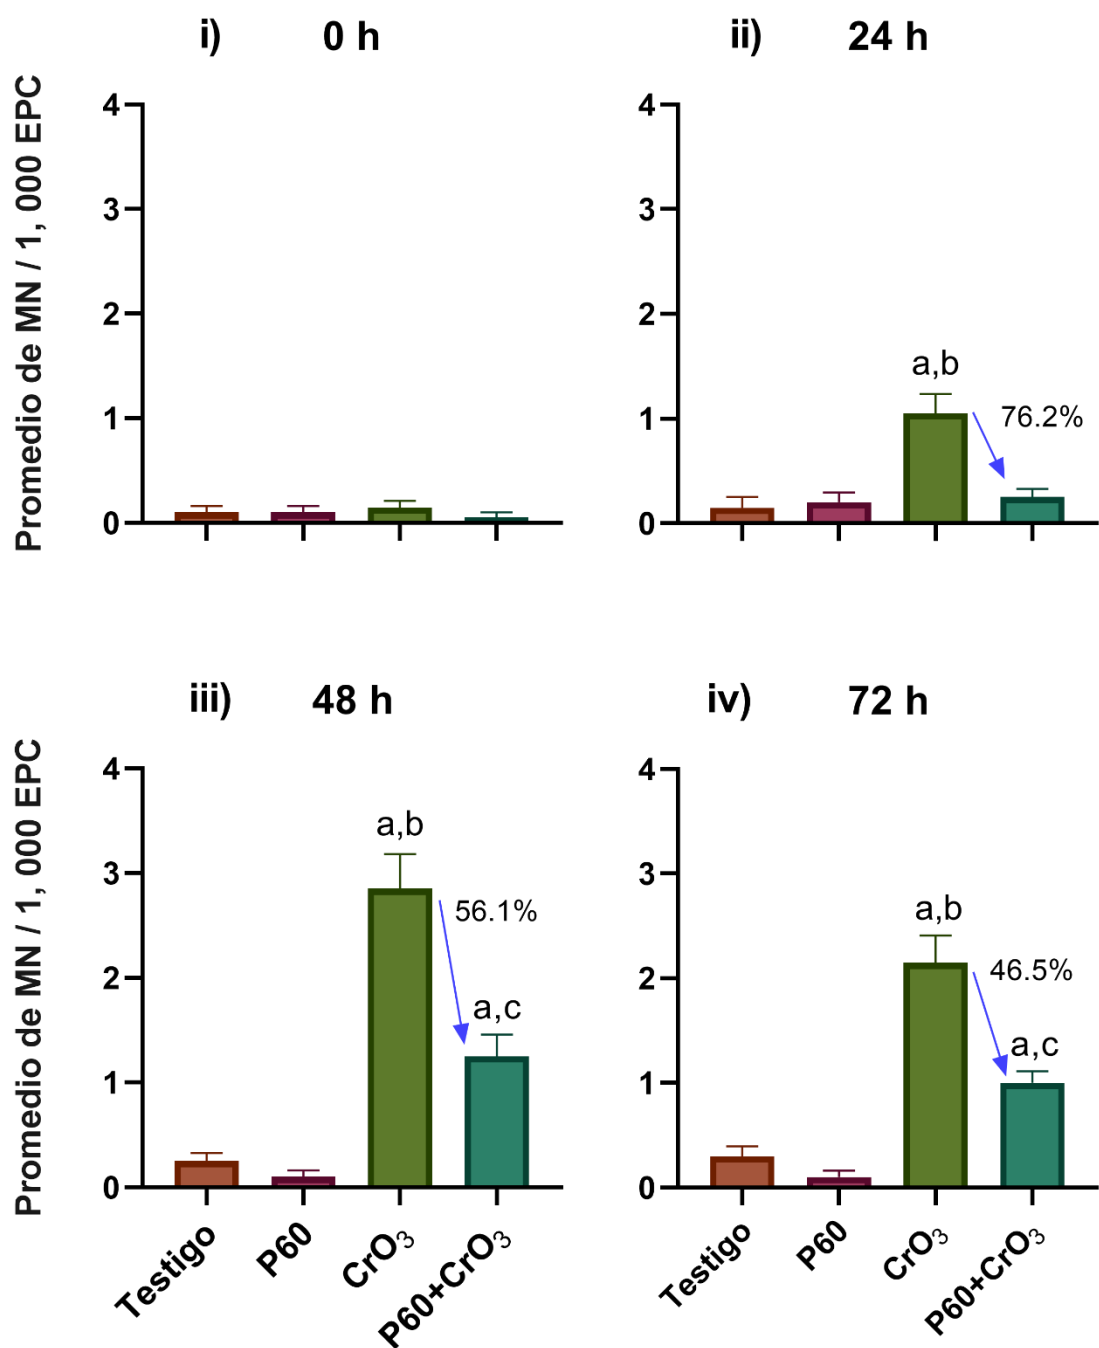 i) 0 h
Promedio de MN / 1, 000 EPC
4
3
2
1
0
ii) 24 h
4
3
2
1
0
a,b
76.2%
iii) 48 h
Promedio de MN / 1, 000 EPC
4
3
2
1
0
a,b
56.1%
a,c
Testigo
P60
CrO₃
P60+CrO₃
iv) 72 h
4
3
2
1
0
a,b
46.5%
a,c
Testigo
P60
CrO₃
P60+CrO₃